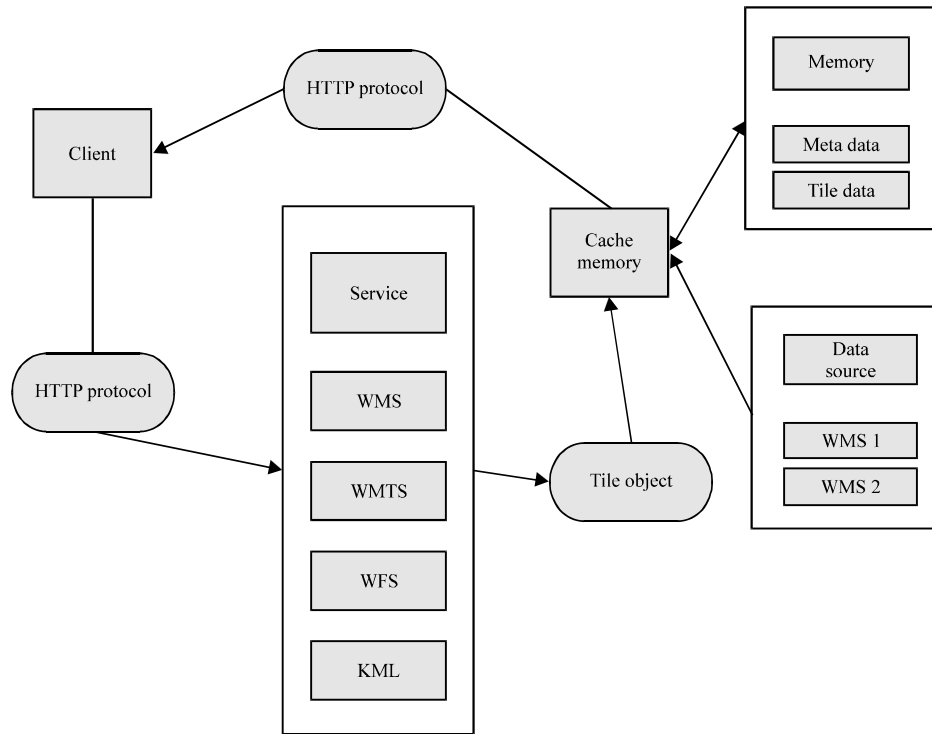 HTTP protocol
Memory
Client
Meta data
Tile data
Cache
memory
Service
Data
source
HTTP protocol
WMS
WMS 1
WMTS
Tile object
WMS 2
WFS
KML